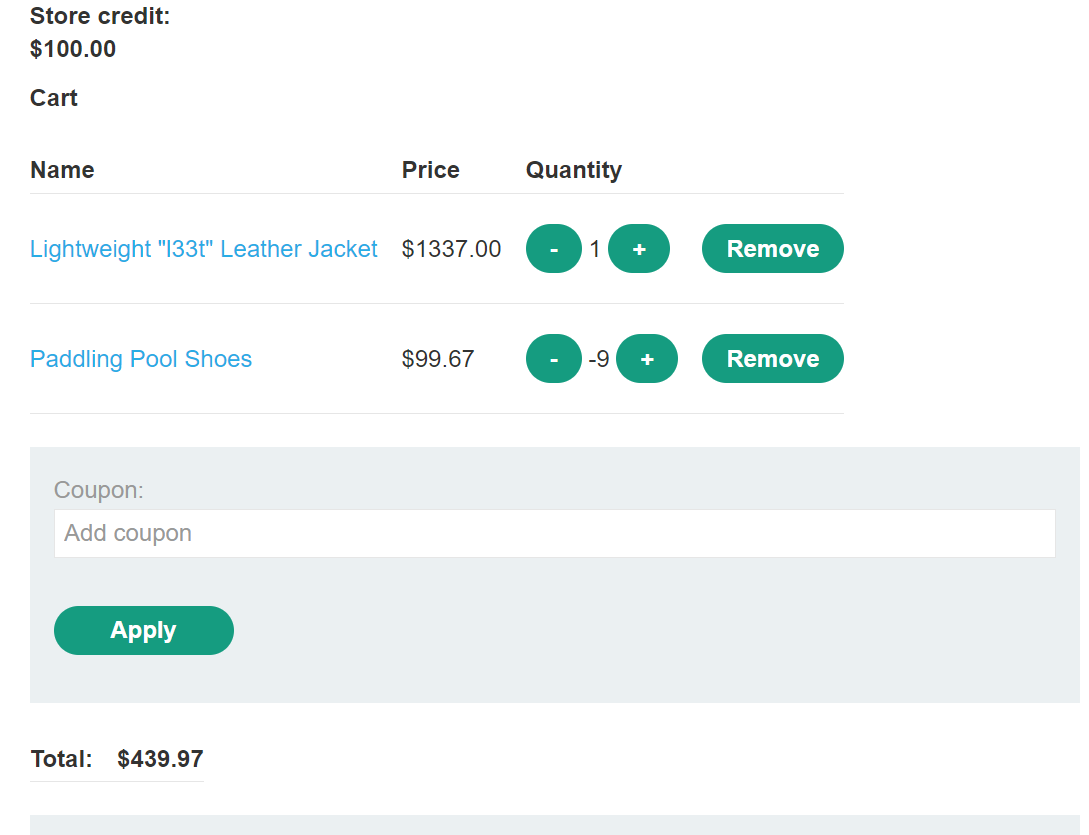 Store credit:
$100.00
Cart
Name Price Quantity
Lightweight "l33t" Leather Jacket $1337.00 - 1 + Remove
Paddling Pool Shoes $99.67 - -9 + Remove
Coupon:
Add coupon
Apply
Total: $439.97